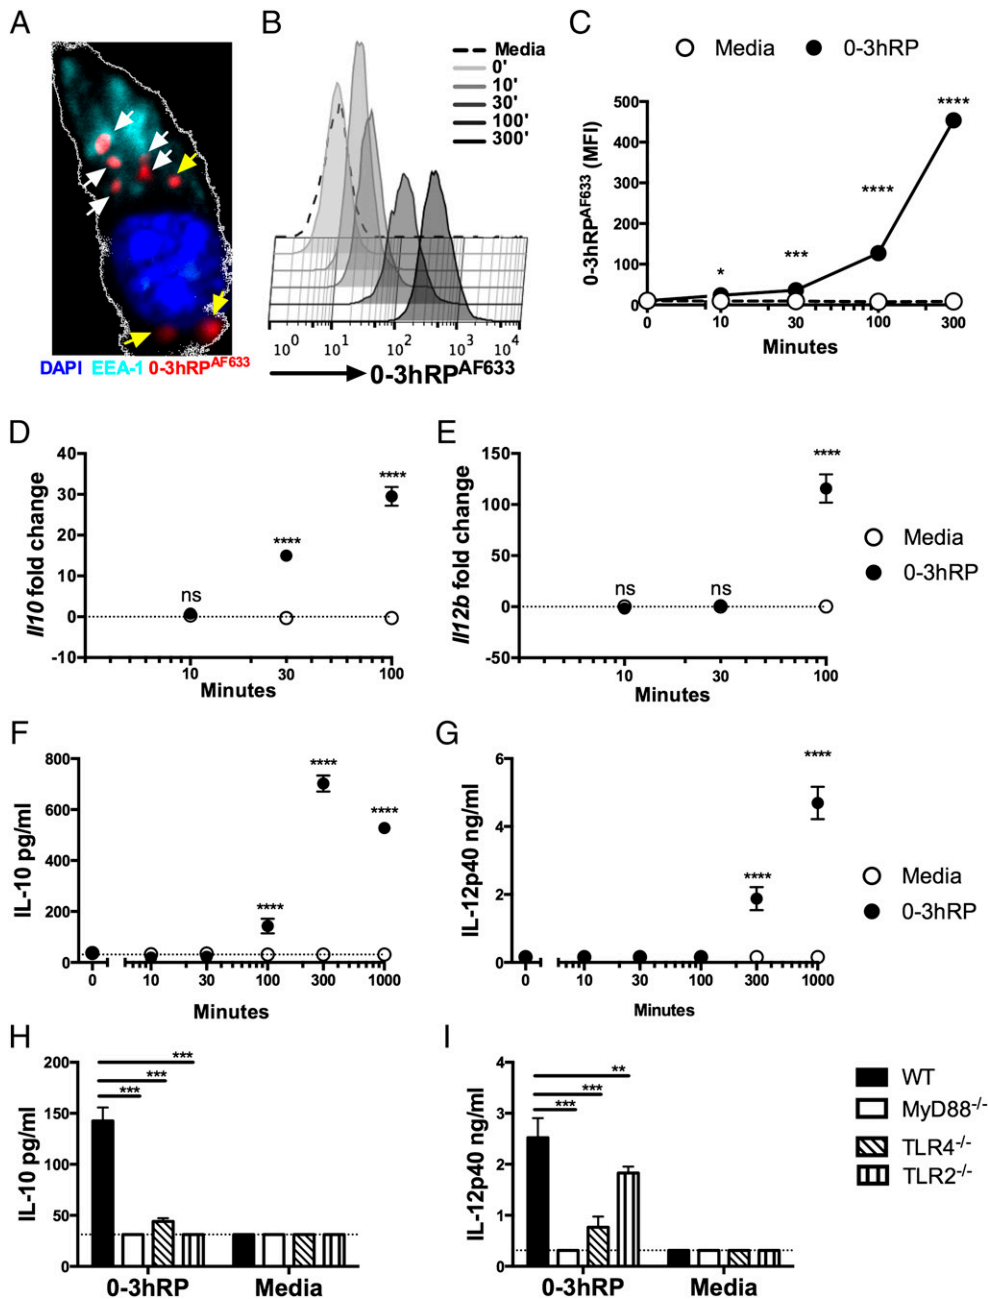 A
DAPI EEA-1 0-3hRP^AF633
B
Media
0'
10'
30'
100'
300'
10^0 10^1 10^2 10^3 10^4
0-3hRP^AF633
C
Media 0-3hRP
0-3hRP^AF633 (MFI)
500
400
300
200
100
0
* *** **** ****
0 10 30 100 300
Minutes
D
Il10 fold change
40
30
20
10
0
-10
ns **** ****
10 30 100
Minutes
E
Il12b fold change
150
100
50
0
-50
ns ns ****
10 30 100
Minutes
Media
0-3hRP
F
IL-10 pg/ml
800
600
400
200
0
**** **** ****
0 10 30 100 300 1000
Minutes
G
IL-12p40 ng/ml
6
4
2
0
**** ****
0 10 30 100 300 1000
Minutes
Media
0-3hRP
H
IL-10 pg/ml
200
150
100
50
0
***
***
***
0-3hRP Media
I
IL-12p40 ng/ml
4
3
2
1
0
**
***
***
0-3hRP Media
WT
MyD88^-/-
TLR4^-/-
TLR2^-/-